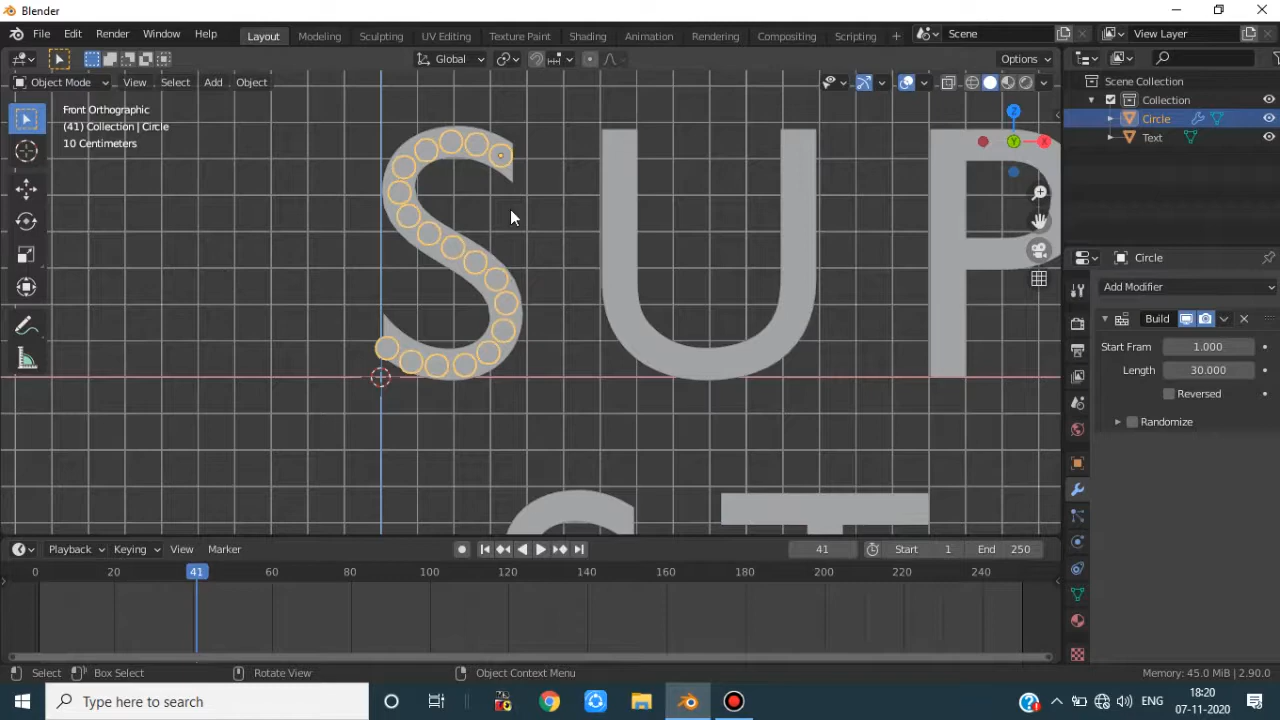 Blender
File Edit Render Window Help
Layout Modeling Sculpting UV Editing Texture Paint Shading Animation Rendering Compositing Scripting + Scene View Layer
Global Options
Object Mode View Select Add Object
Scene Collection
Collection
Circle
Text
Front Orthographic
(41) Collection | Circle
10 Centimeters
Z
Y
X
SUP
ST
Circle
Add Modifier
Build
Start Fram 1.000
Length 30.000
Reversed
Randomize
Playback Keying View Marker 41 Start 1 End 250
0 20 41 60 80 100 120 140 160 180 200 220 240
Select Box Select Rotate View Object Context Menu Memory: 45.0 MiB | 2.90.0
Type here to search
ENG
18:20
07-11-2020